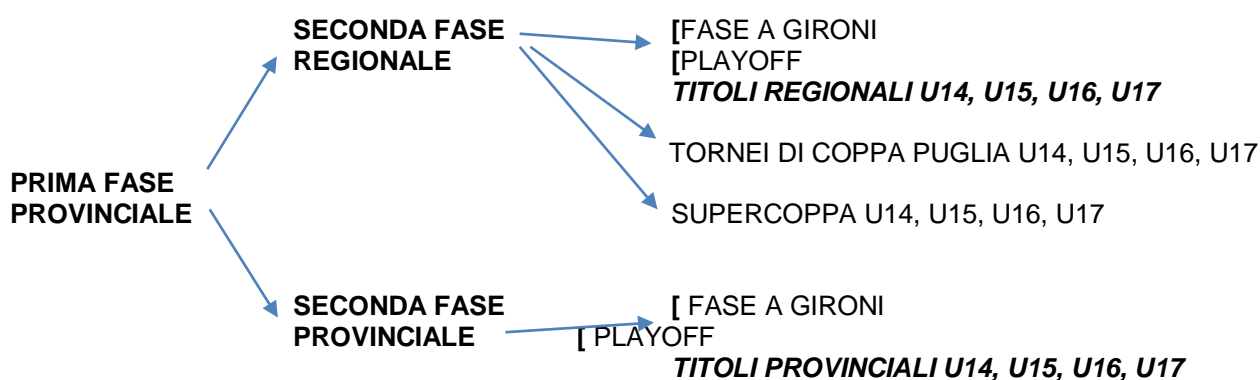 SECONDA FASE
REGIONALE
[FASE A GIRONI
[PLAYOFF
TITOLI REGIONALI U14, U15, U16, U17
TORNEI DI COPPA PUGLIA U14, U15, U16, U17
PRIMA FASE
PROVINCIALE
SUPERCOPPA U14, U15, U16, U17
SECONDA FASE
PROVINCIALE
[ FASE A GIRONI
[ PLAYOFF
TITOLI PROVINCIALI U14, U15, U16, U17